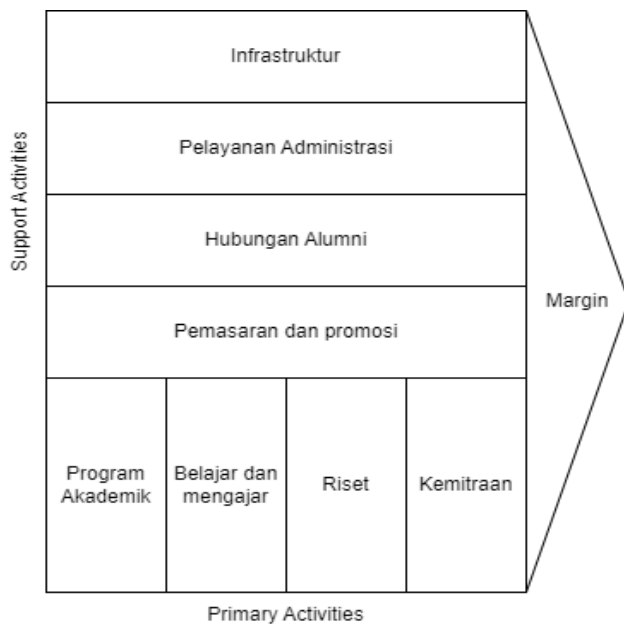 Infrastruktur
Pelayanan Administrasi
Support Activities
Hubungan Alumni
Pemasaran dan promosi
Margin
Program
Akademik
Belajar dan
mengajar
Riset
Kemitraan
Primary Activities